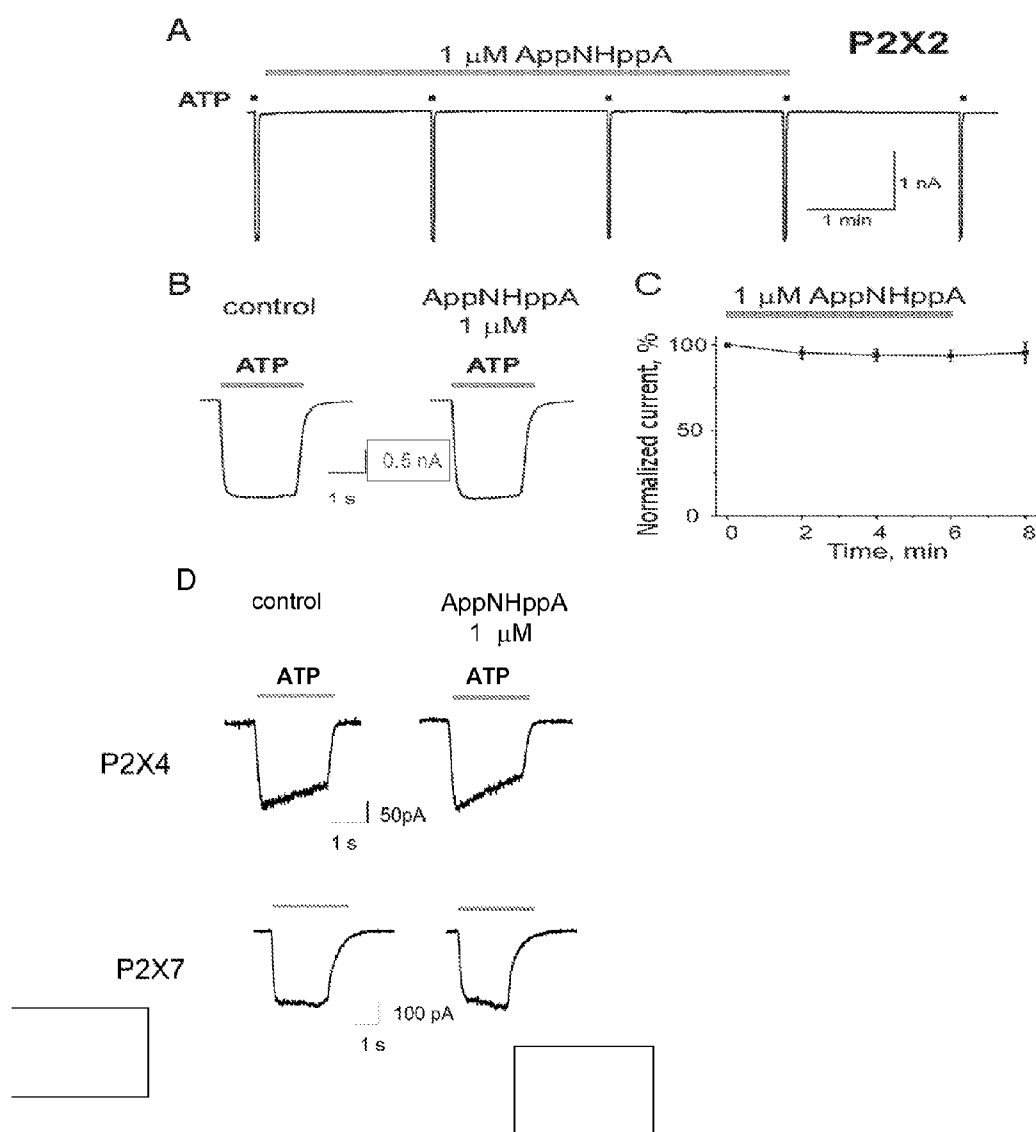 A
P2X2
1 μM AppNHppA
ATP
1 nA
1 min
B
control
AppNHppA
1 μM
ATP
ATP
0.5 nA
1 s
C
1 μM AppNHppA
Normalized current, %
100
50
0
0 2 4 6 8
Time, min
D
control
AppNHppA
1 μM
ATP
ATP
P2X4
50pA
1 s
P2X7
100 pA
1 s